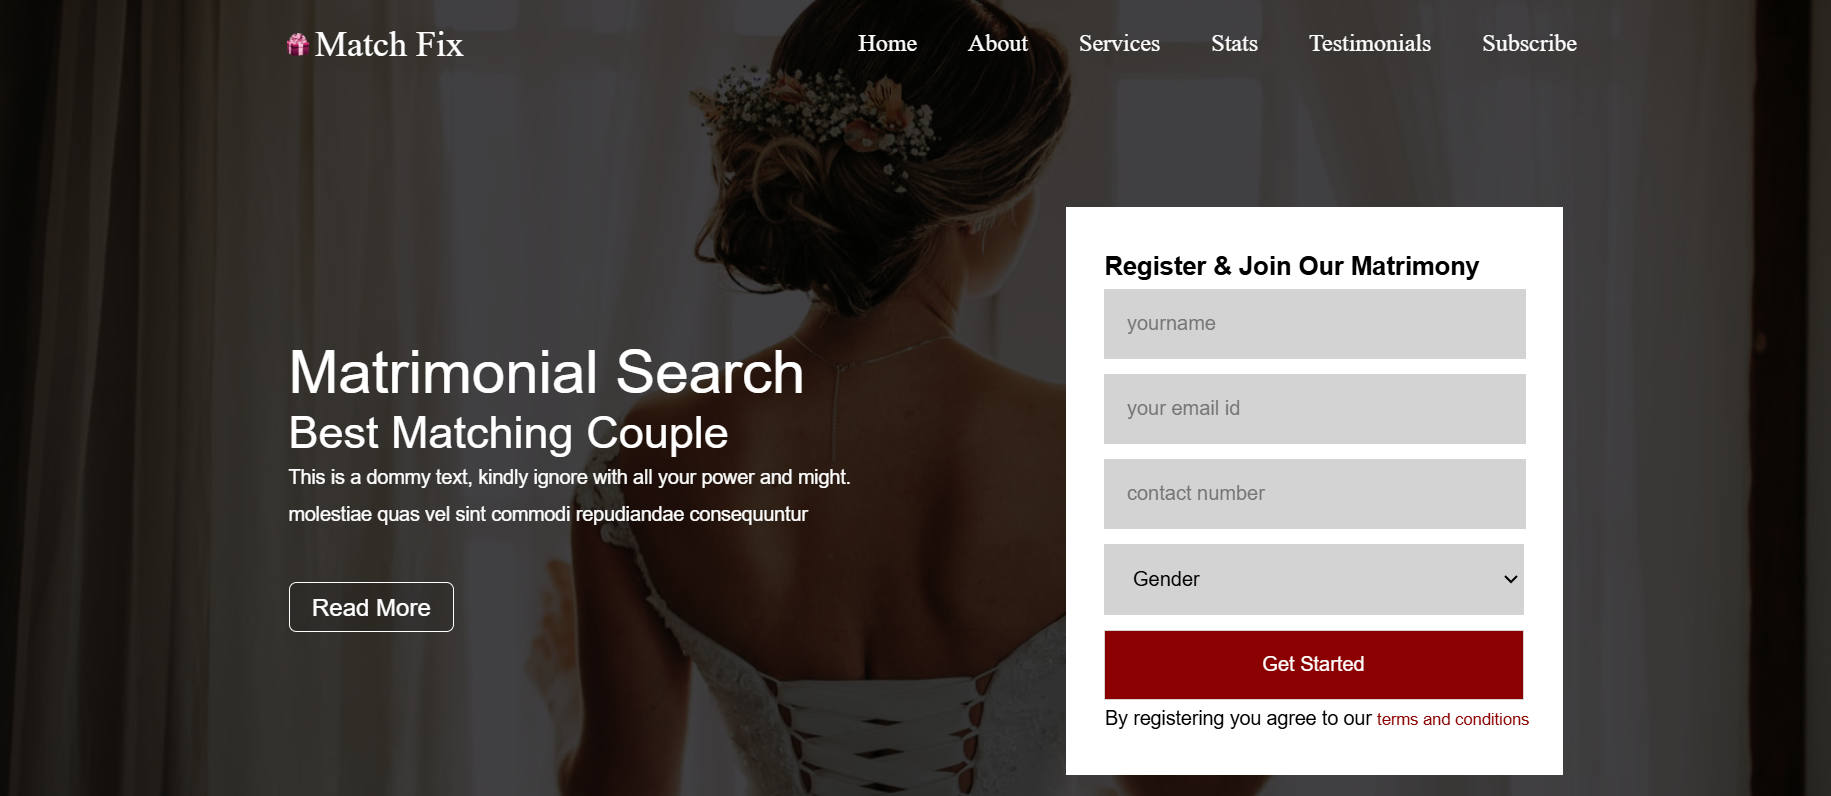 Match Fix
Home About Services Stats Testimonials Subscribe
Matrimonial Search
Best Matching Couple
This is a dommy text, kindly ignore with all your power and might.
molestiae quas vel sint commodi repudiandae consequuntur
Read More
Register & Join Our Matrimony
yourname
your email id
contact number
Gender
Get Started
By registering you agree to our terms and conditions